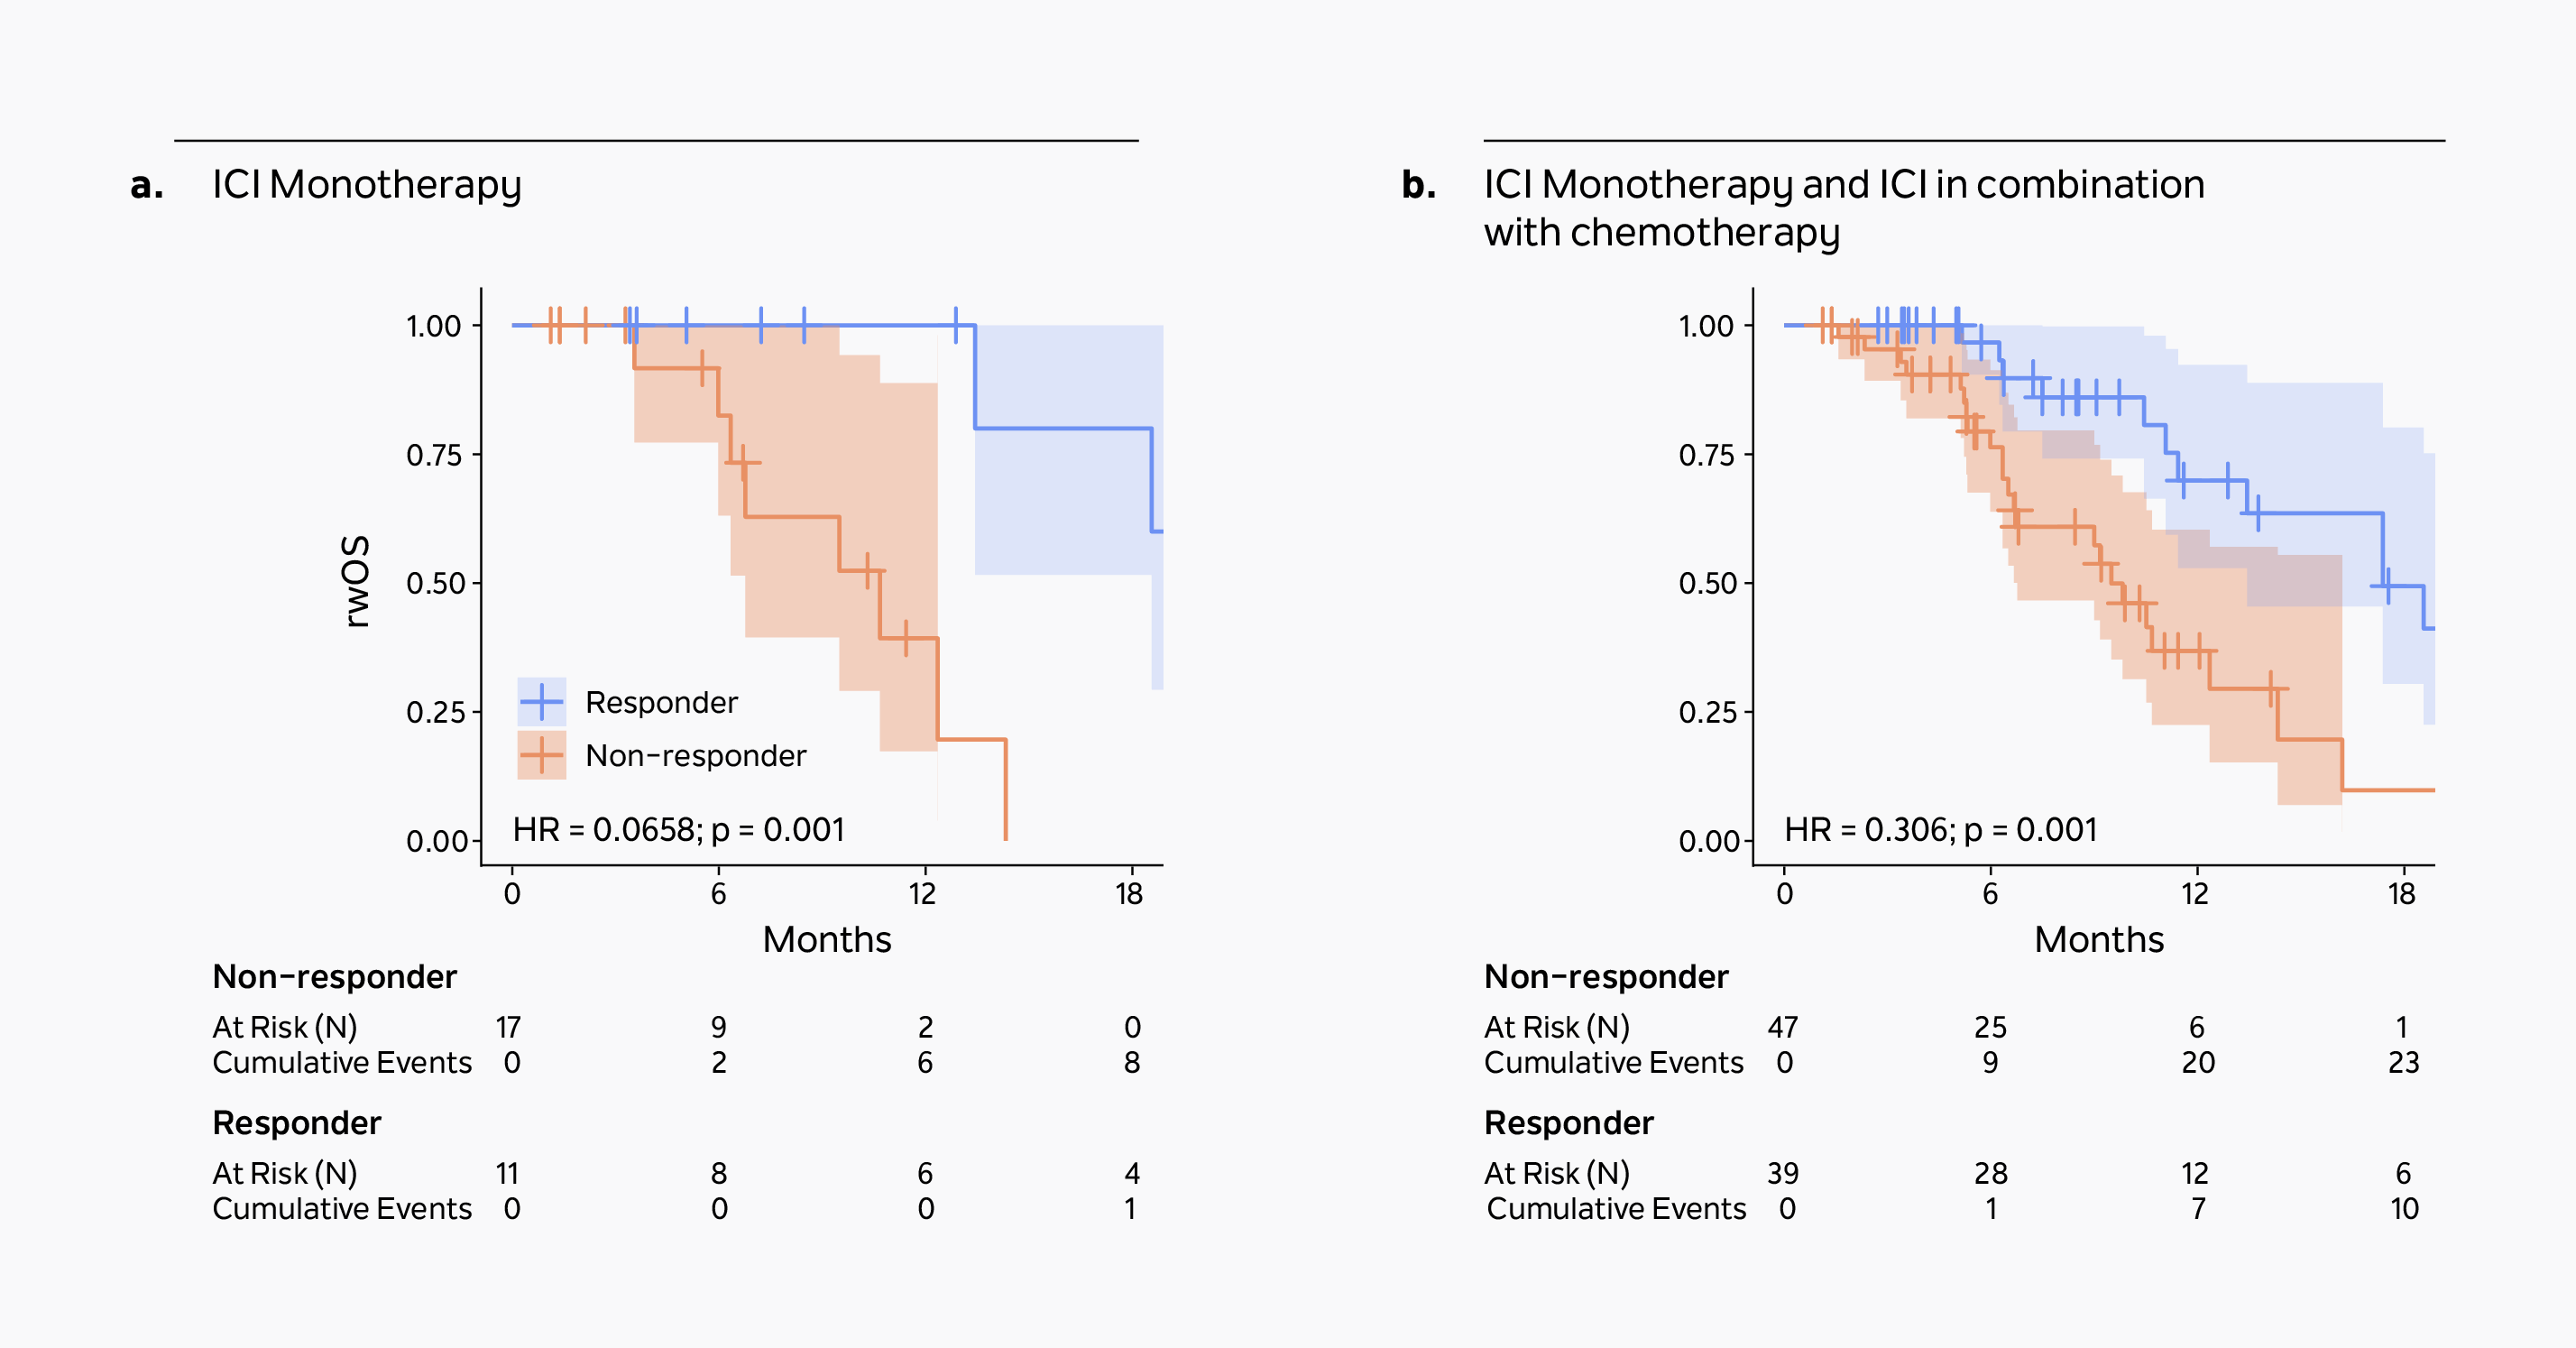 a. ICI Monotherapy
1.00
0.75
0.50
0.25
0.00
rwOS
Responder
Non-responder
HR = 0.0658; p = 0.001
0 6 12 18
Months
Non-responder
At Risk (N) 17 9 2 0
Cumulative Events 0 2 6 8
Responder
At Risk (N) 11 8 6 4
Cumulative Events 0 0 0 1
b. ICI Monotherapy and ICI in combination
with chemotherapy
1.00
0.75
0.50
0.25
0.00
HR = 0.306; p = 0.001
0 6 12 18
Months
Non-responder
At Risk (N) 47 25 6 1
Cumulative Events 0 9 20 23
Responder
At Risk (N) 39 28 12 6
Cumulative Events 0 1 7 10